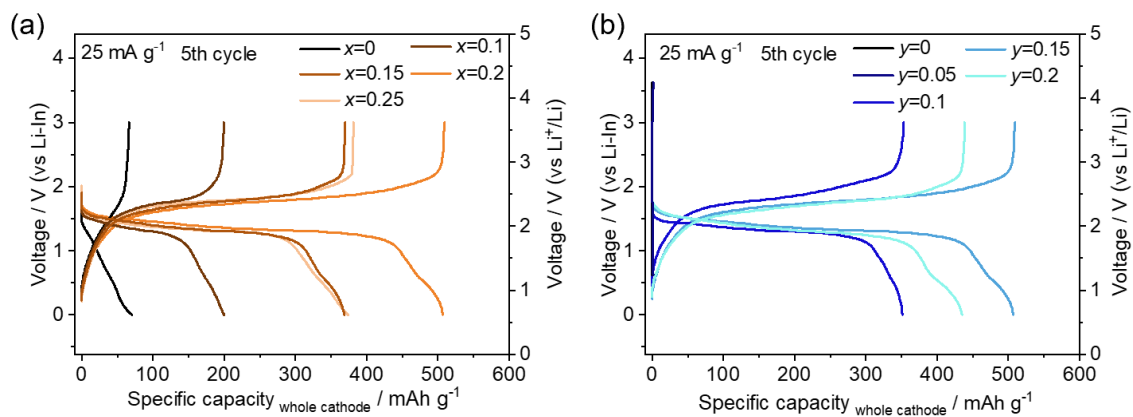 (a)
25 mA g⁻¹ 5th cycle
x=0
x=0.1
x=0.15
x=0.2
x=0.25
Voltage / V (vs Li-In)
4
3
2
1
0
Voltage / V (vs Li⁺/Li)
5
4
3
2
1
0
0 100 200 300 400 500 600
Specific capacity whole cathode / mAh g⁻¹
(b)
25 mA g⁻¹ 5th cycle
y=0
y=0.15
y=0.05
y=0.2
y=0.1
Voltage / V (vs Li-In)
4
3
2
1
0
Voltage / V (vs Li⁺/Li)
5
4
3
2
1
0
0 100 200 300 400 500 600
Specific capacity whole cathode / mAh g⁻¹